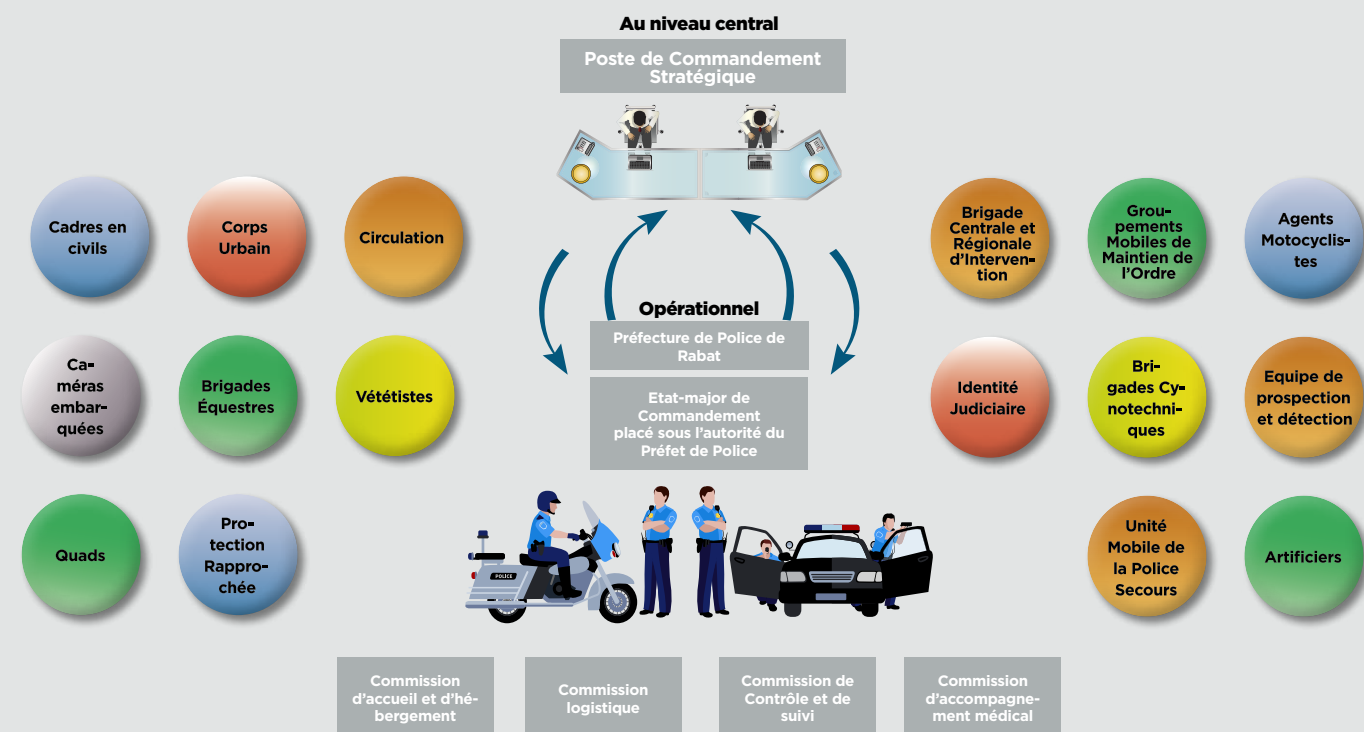 Au niveau central
Poste de Commandement
Stratégique
Cadres en
civils
Corps
Urbain
Circulation
Ca-
méras
embar-
quées
Brigades
Équestres
Vététistes
Quads
Pro-
tection
Rappro-
chée
Opérationnel
Préfecture de Police de
Rabat
Etat-major de
Commandement
placé sous l'autorité du
Préfet de Police
POLICE
Brigade
Centrale et
Régionale
d'Interven-
tion
Grou-
pements
Mobiles de
Maintien de
l'Ordre
Agents
Motocyclis-
tes
Identité
Judiciaire
Bri-
gades Cy-
notechni-
ques
Equipe de
prospection
et détection
Unité
Mobile de
la Police
Secours
Artificiers
Commission
d'accueil et d'hé-
bergement
Commission
logistique
Commission de
Contrôle et de
suivi
Commission
d'accompagne-
ment médical